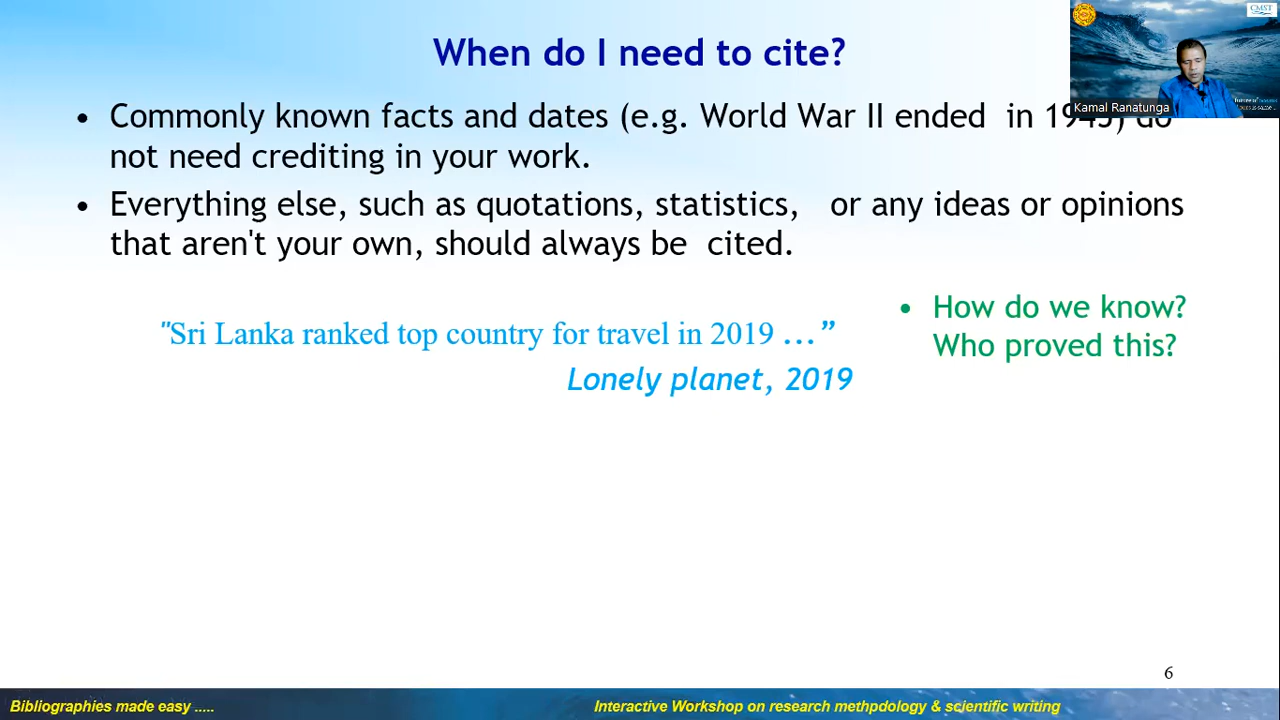 When do I need to cite?
CMST
Kamal Ranatunga
• Commonly known facts and dates (e.g. World War II ended in 1945) do
not need crediting in your work.
• Everything else, such as quotations, statistics, or any ideas or opinions
that aren't your own, should always be cited.
• How do we know?
Who proved this?
"Sri Lanka ranked top country for travel in 2019 ...”
Lonely planet, 2019
6
Bibliographies made easy .....
Interactive Workshop on research methpdology & scientific writing